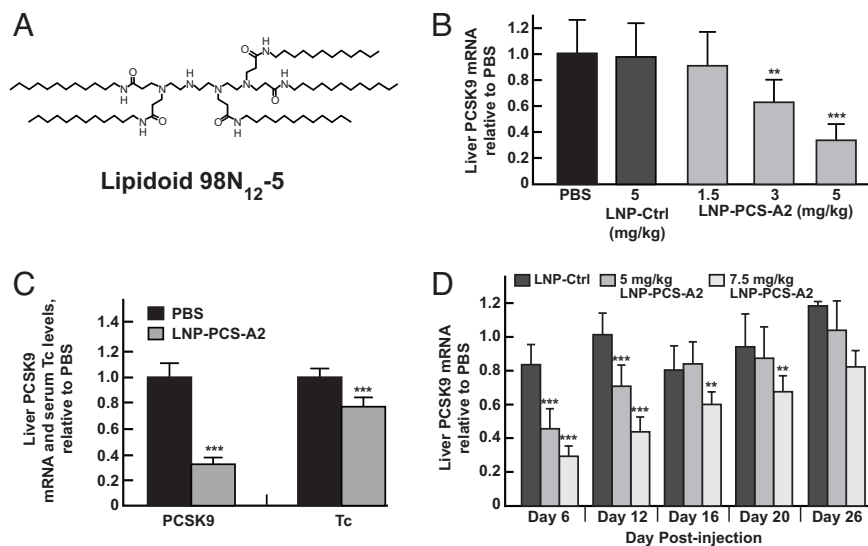 A
H
N
O
N
H
O
N
N
H
N
N
N
O
N
H
N
H
O
O
N
H
O
N
H
Lipidoid 98N12-5
B
Liver PCSK9 mRNA
relative to PBS
1.4
1.2
1.0
0.8
0.6
0.4
0.2
0
**
***
PBS
5
1.5
3
5
LNP-Ctrl
(mg/kg)
LNP-PCS-A2 (mg/kg)
C
Liver PCSK9
mRNA and serum Tc levels,
relative to PBS
1.4
1.2
1.0
0.8
0.6
0.4
0.2
0
PBS
LNP-PCS-A2
***
***
PCSK9
Tc
D
Liver PCSK9 mRNA
relative to PBS
1.2
1.0
0.8
0.6
0.4
0.2
0
LNP-Ctrl
5 mg/kg
LNP-PCS-A2
7.5 mg/kg
LNP-PCS-A2
***
***
***
***
**
**
Day 6
Day 12
Day 16
Day 20
Day 26
Day Post-injection